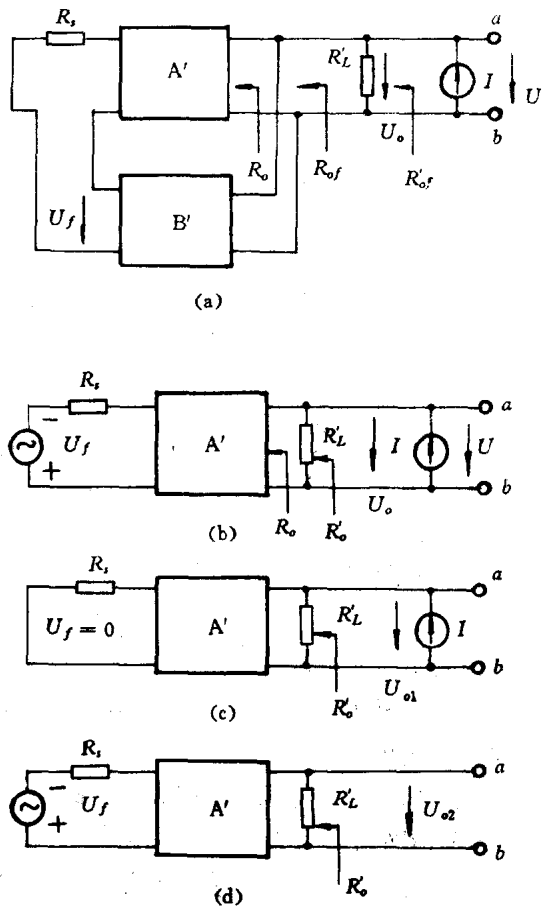 R_s
A′
R′_L
I
a
U
U_o
b
R_o
R_of
R′_of
U_f
B′
(a)
R_s
− U_f +
A′
R′_L
I
U
a
b
U_o
R_o
R′_o
(b)
R_s
U_f = 0
A′
R′_L
I
a
b
U_o1
R′_o
(c)
R_s
− U_f +
A′
R′_L
U_o2
a
b
R′_o
(d)